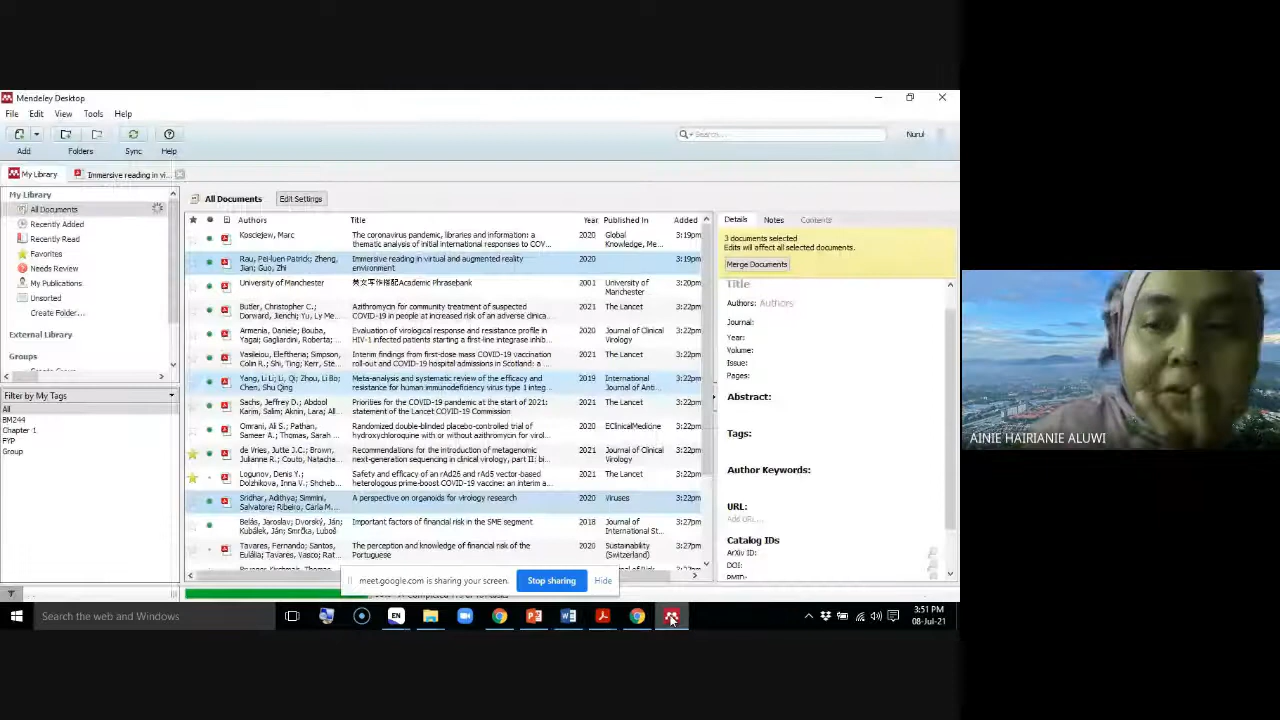 Mendeley Desktop
File Edit View Tools Help
Add Folders Sync Help
Search...
Nurul
My Library
Immersive reading in vi...
My Library
All Documents
Recently Added
Recently Read
Favorites
Needs Review
My Publications
Unsorted
Create Folder...
External Library
Groups
Filter by My Tags
All
BM244
Chapter 1
FYP
Group
All Documents Edit Settings
Authors Title Year Published In Added
Kosciejew, Marc The coronavirus pandemic, libraries and information: a 2020 Global 3:19pm
thematic analysis of initial international responses to COV... Knowledge, Me...
Rau, Pei-luen Patrick; Zheng, Immersive reading in virtual and augmented reality 2020 3:19pm
Jian; Guo, Zhi environment
University of Manchester 英文写作搭配Academic Phrasebank 2001 University of 3:20pm
Manchester
Butler, Christopher C.; Azithromycin for community treatment of suspected 2021 The Lancet 3:22pm
Dorward, Jienchi; Yu, Ly Me... COVID-19 in people at increased risk of an adverse clinica...
Armenia, Daniele; Bouba, Evaluation of virological response and resistance profile in 2020 Journal of Clinical 3:22pm
Yagai; Gagliardini, Roberta... HIV-1 infected patients starting a first-line integrase inhib... Virology
Vasileiou, Eleftheria; Simpson, Interim findings from first-dose mass COVID-19 vaccination 2021 The Lancet 3:22pm
Colin R.; Shi, Ting; Kerr, Ste... roll-out and COVID-19 hospital admissions in Scotland: a ...
Yang, Li Li; Li, Qi; Zhou, Li Bo; Meta-analysis and systematic review of the efficacy and 2019 International 3:22pm
Chen, Shu Qing resistance for human immunodeficiency virus type 1 integ... Journal of Anti...
Sachs, Jeffrey D.; Abdool Priorities for the COVID-19 pandemic at the start of 2021: 2021 The Lancet 3:22pm
Karim, Salim; Aknin, Lara; All... statement of the Lancet COVID-19 Commission
Omrani, Ali S.; Pathan, Randomized double-blinded placebo-controlled trial of 2020 EClinicalMedicine 3:22pm
Sameer A.; Thomas, Sarah ... hydroxychloroquine with or without azithromycin for virol...
de Vries, Jutte J.C.; Brown, Recommendations for the introduction of metagenomic 2021 Journal of Clinical 3:22pm
Julianne R.; Couto, Natacha... next-generation sequencing in clinical virology, part II: bi... Virology
Logunov, Denis Y.; Safety and efficacy of an rAd26 and rAd5 vector-based 2021 The Lancet 3:22pm
Dolzhikova, Inna V.; Shcheb... heterologous prime-boost COVID-19 vaccine: an interim a...
Sridhar, Adithya; Simmini, A perspective on organoids for virology research 2020 Viruses 3:22pm
Salvatore; Ribeiro, Carla M....
Belás, Jaroslav; Dvorský, Ján; Important factors of financial risk in the SME segment 2018 Journal of 3:27pm
Kubálek, Ján; Smrčka, Luboš International St...
Tavares, Fernando; Santos, The perception and knowledge of financial risk of the 2020 Sustainability 3:27pm
Eulália; Tavares, Vasco; Rat... Portuguese (Switzerland)
Details Notes Contents
3 documents selected
Edits will affect all selected documents.
Merge Documents
Title
Authors: Authors
Journal:
Year:
Volume:
Issue:
Pages:
Abstract:
Tags:
Author Keywords:
URL:
Add URL...
Catalog IDs
ArXiv ID:
DOI:
PMID:
meet.google.com is sharing your screen. Stop sharing Hide
Search the web and Windows
EN
3:51 PM
08-Jul-21
AINIE HAIRIANIE ALUWI